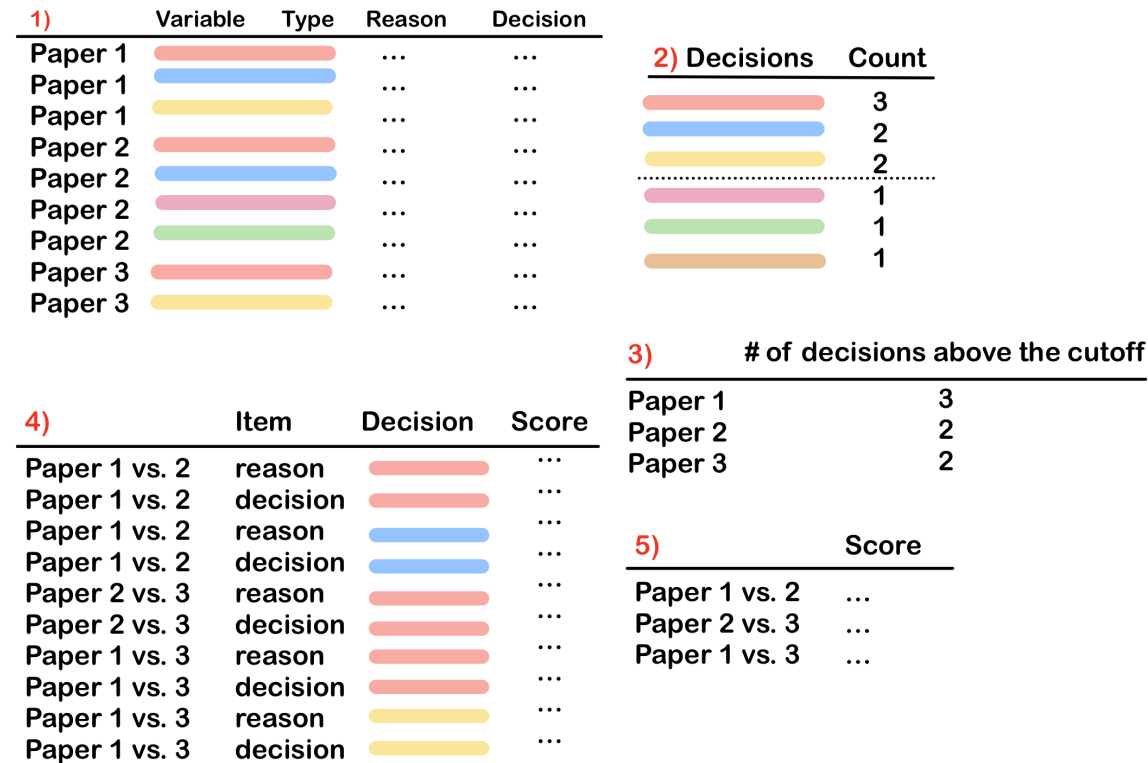 1) Variable Type Reason Decision
Paper 1 ... ...
Paper 1 ... ...
Paper 1 ... ...
Paper 2 ... ...
Paper 2 ... ...
Paper 2 ... ...
Paper 2 ... ...
Paper 3 ... ...
Paper 3 ... ...
2) Decisions Count
3
2
2
1
1
1
3) # of decisions above the cutoff
Paper 1 3
Paper 2 2
Paper 3 2
4) Item Decision Score
Paper 1 vs. 2 reason ...
Paper 1 vs. 2 decision ...
Paper 1 vs. 2 reason ...
Paper 1 vs. 2 decision ...
Paper 2 vs. 3 reason ...
Paper 2 vs. 3 decision ...
Paper 1 vs. 3 reason ...
Paper 1 vs. 3 decision ...
Paper 1 vs. 3 reason ...
Paper 1 vs. 3 decision ...
5) Score
Paper 1 vs. 2 ...
Paper 2 vs. 3 ...
Paper 1 vs. 3 ...